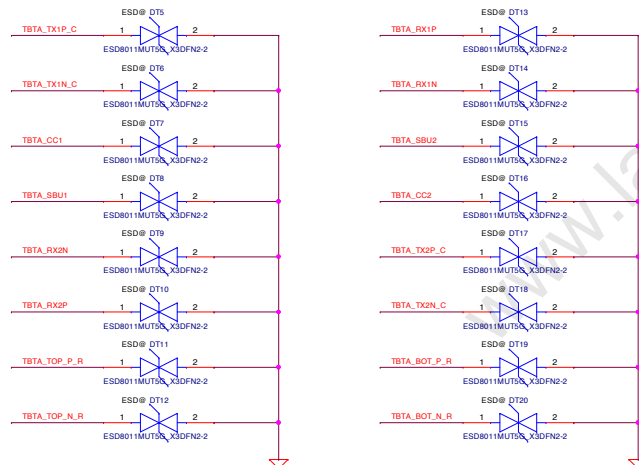 ESD@ DT5
TBTA_TX1P_C 1 2
ESD8011MUT5G_X3DFN2-2
ESD@ DT6
TBTA_TX1N_C 1 2
ESD8011MUT5G_X3DFN2-2
ESD@ DT7
TBTA_CC1 1 2
ESD8011MUT5G_X3DFN2-2
ESD@ DT8
TBTA_SBU1 1 2
ESD8011MUT5G_X3DFN2-2
ESD@ DT9
TBTA_RX2N 1 2
ESD8011MUT5G_X3DFN2-2
ESD@ DT10
TBTA_RX2P 1 2
ESD8011MUT5G_X3DFN2-2
ESD@ DT11
TBTA_TOP_P_R 1 2
ESD8011MUT5G_X3DFN2-2
ESD@ DT12
TBTA_TOP_N_R 1 2
ESD8011MUT5G_X3DFN2-2
ESD@ DT13
TBTA_RX1P 1 2
ESD8011MUT5G_X3DFN2-2
ESD@ DT14
TBTA_RX1N 1 2
ESD8011MUT5G_X3DFN2-2
ESD@ DT15
TBTA_SBU2 1 2
ESD8011MUT5G_X3DFN2-2
ESD@ DT16
TBTA_CC2 1 2
ESD8011MUT5G_X3DFN2-2
ESD@ DT17
TBTA_TX2P_C 1 2
ESD8011MUT5G_X3DFN2-2
ESD@ DT18
TBTA_TX2N_C 1 2
ESD8011MUT5G_X3DFN2-2
ESD@ DT19
TBTA_BOT_P_R 1 2
ESD8011MUT5G_X3DFN2-2
ESD@ DT20
TBTA_BOT_N_R 1 2
ESD8011MUT5G_X3DFN2-2